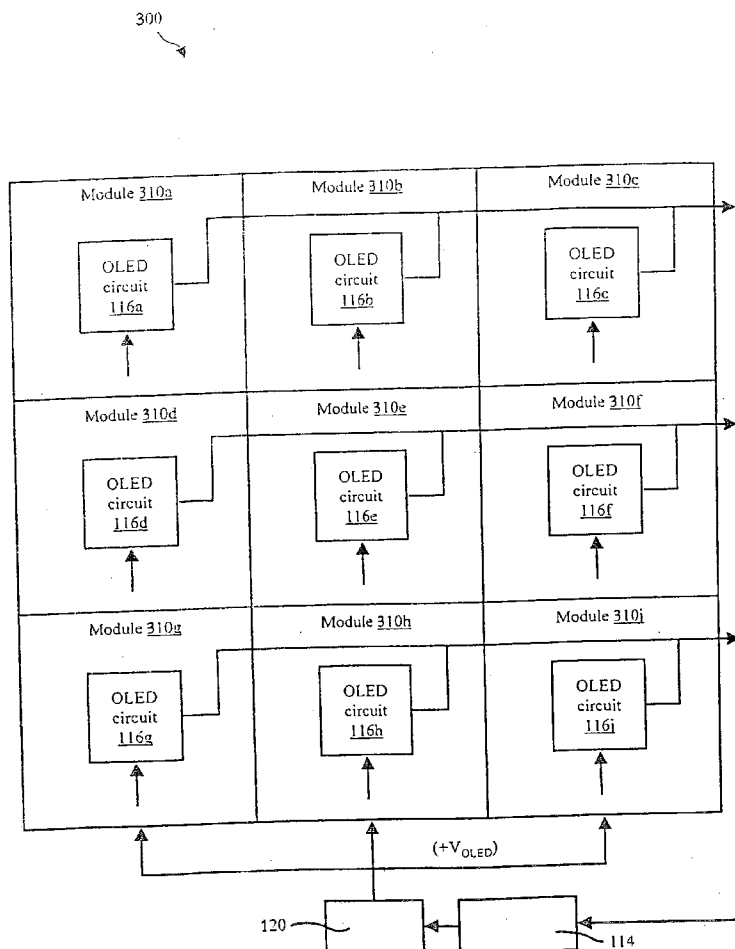 300
Module 310a
Module 310b
Module 310c
OLED
circuit
116a
OLED
circuit
116b
OLED
circuit
116c
Module 310d
Module 310e
Module 310f
OLED
circuit
116d
OLED
circuit
116e
OLED
circuit
116f
Module 310g
Module 310h
Module 310j
OLED
circuit
116g
OLED
circuit
116h
OLED
circuit
116j
(+VOLED)
120
114